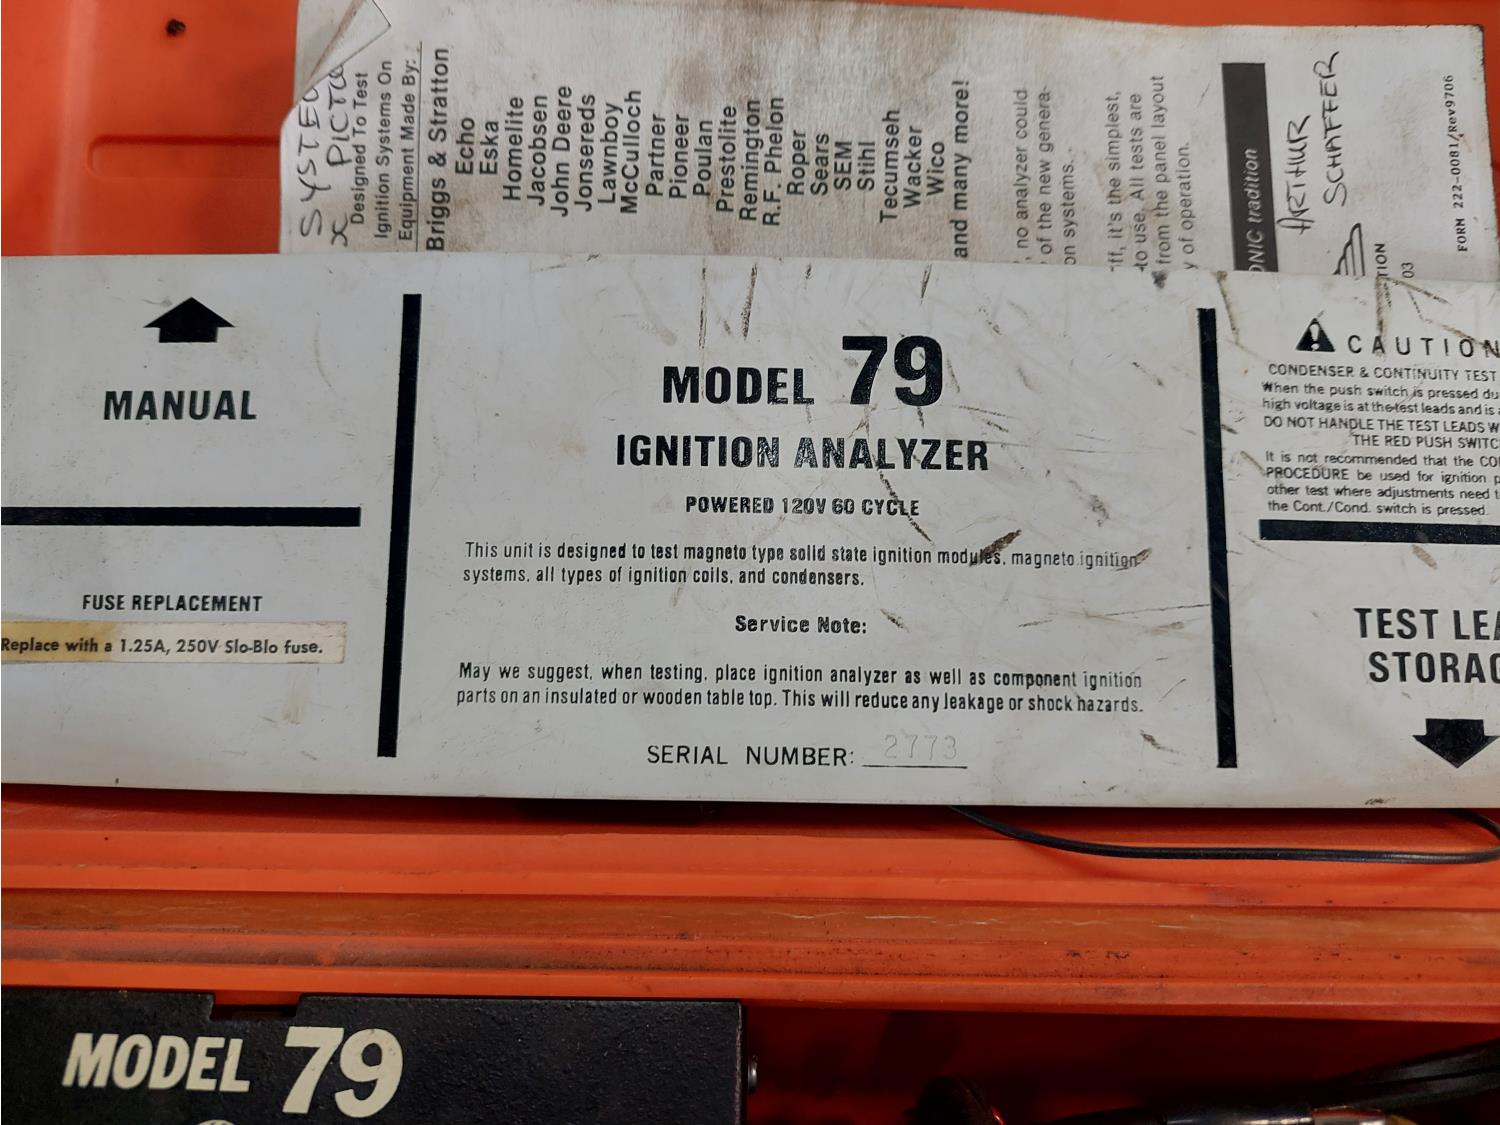 X PICTU
Designed To Test
Ignition Systems On
Equipment Made By:
Briggs & Stratton
Echo
Eska
Homelite
Jacobsen
John Deere
Jonsereds
Lawnboy
McCulloch
Partner
Pioneer
Poulan
Prestolite
Remington
R.F. Phelon
Roper
Sears
SEM
Stihl
Tecumseh
Wacker
Wico
and many more!
, no analyzer could
of the new genera-
on systems.
it's the simplest,
to use. All tests are
from the panel layout
of operation.
ONIC tradition
ARTHUR
SCHAFFER
TION
03
FORM 222-0081/Rev9706
MANUAL
FUSE REPLACEMENT
Replace with a 1.25A, 250V Slo-Blo fuse.
MODEL 79
IGNITION ANALYZER
POWERED 120V 60 CYCLE
This unit is designed to test magneto type solid state ignition modules, magneto ignition
systems, all types of ignition coils, and condensers.
Service Note:
May we suggest, when testing, place ignition analyzer as well as component ignition
parts on an insulated or wooden table top. This will reduce any leakage or shock hazards.
SERIAL NUMBER: 2773
CAUTION
CONDENSER & CONTINUITY TEST
When the push switch is pressed du
high voltage is at the test leads and is
DO NOT HANDLE THE TEST LEADS W
THE RED PUSH SWITC
It is not recommended that the CO
PROCEDURE be used for ignition p
other test where adjustments need t
the Cont./Cond. switch is pressed.
TEST LEA
STORAG
MODEL 79